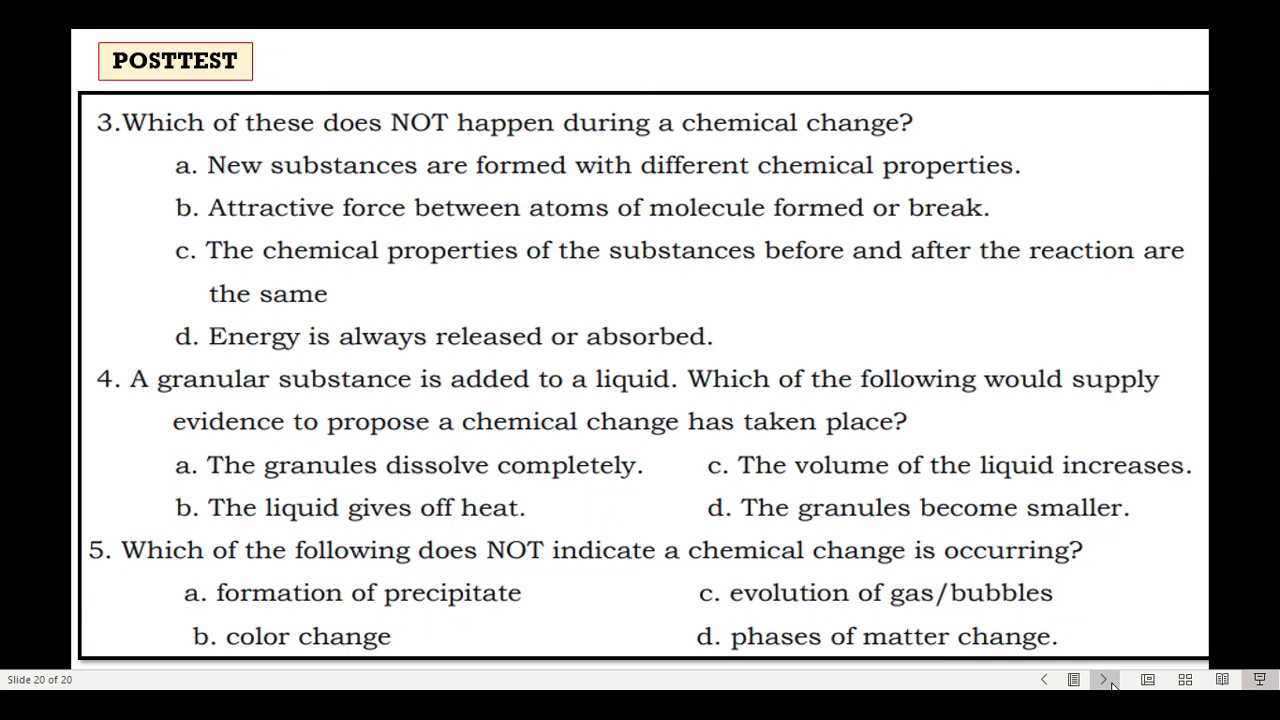 POSTTEST
3.Which of these does NOT happen during a chemical change?
a. New substances are formed with different chemical properties.
b. Attractive force between atoms of molecule formed or break.
c. The chemical properties of the substances before and after the reaction are
the same
d. Energy is always released or absorbed.
4. A granular substance is added to a liquid. Which of the following would supply
evidence to propose a chemical change has taken place?
a. The granules dissolve completely. c. The volume of the liquid increases.
b. The liquid gives off heat. d. The granules become smaller.
5. Which of the following does NOT indicate a chemical change is occurring?
a. formation of precipitate c. evolution of gas/bubbles
b. color change d. phases of matter change.
Slide 20 of 20